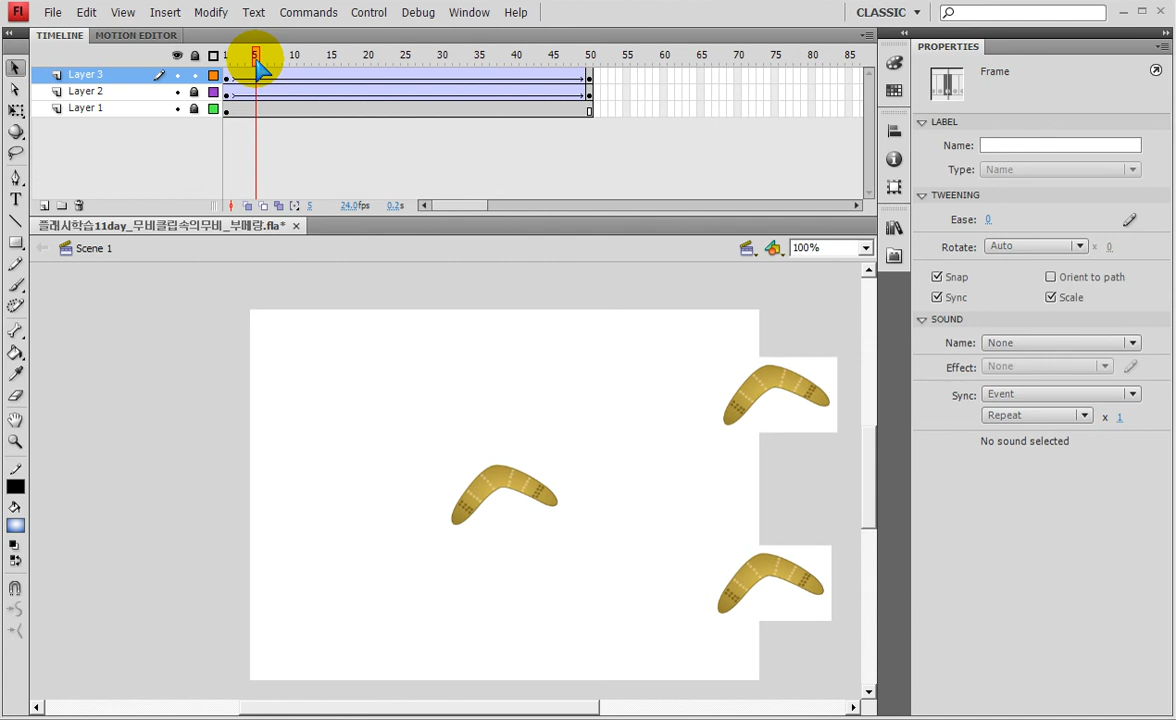 Fl File Edit View Insert Modify Text Commands Control Debug Window Help CLASSIC
TIMELINE MOTION EDITOR
1 5 10 15 20 25 30 35 40 45 50 55 60 65 70 75 80 85
Layer 3
Layer 2
Layer 1
5 24.0fps 0.2s
플래시학습11day_무비클립속의무비_부메랑.fla* ×
Scene 1 100%
PROPERTIES
Frame
LABEL
Name:
Type: Name
TWEENING
Ease: 0
Rotate: Auto x 0
Snap Orient to path
Sync Scale
SOUND
Name: None
Effect: None
Sync: Event
Repeat x 1
No sound selected